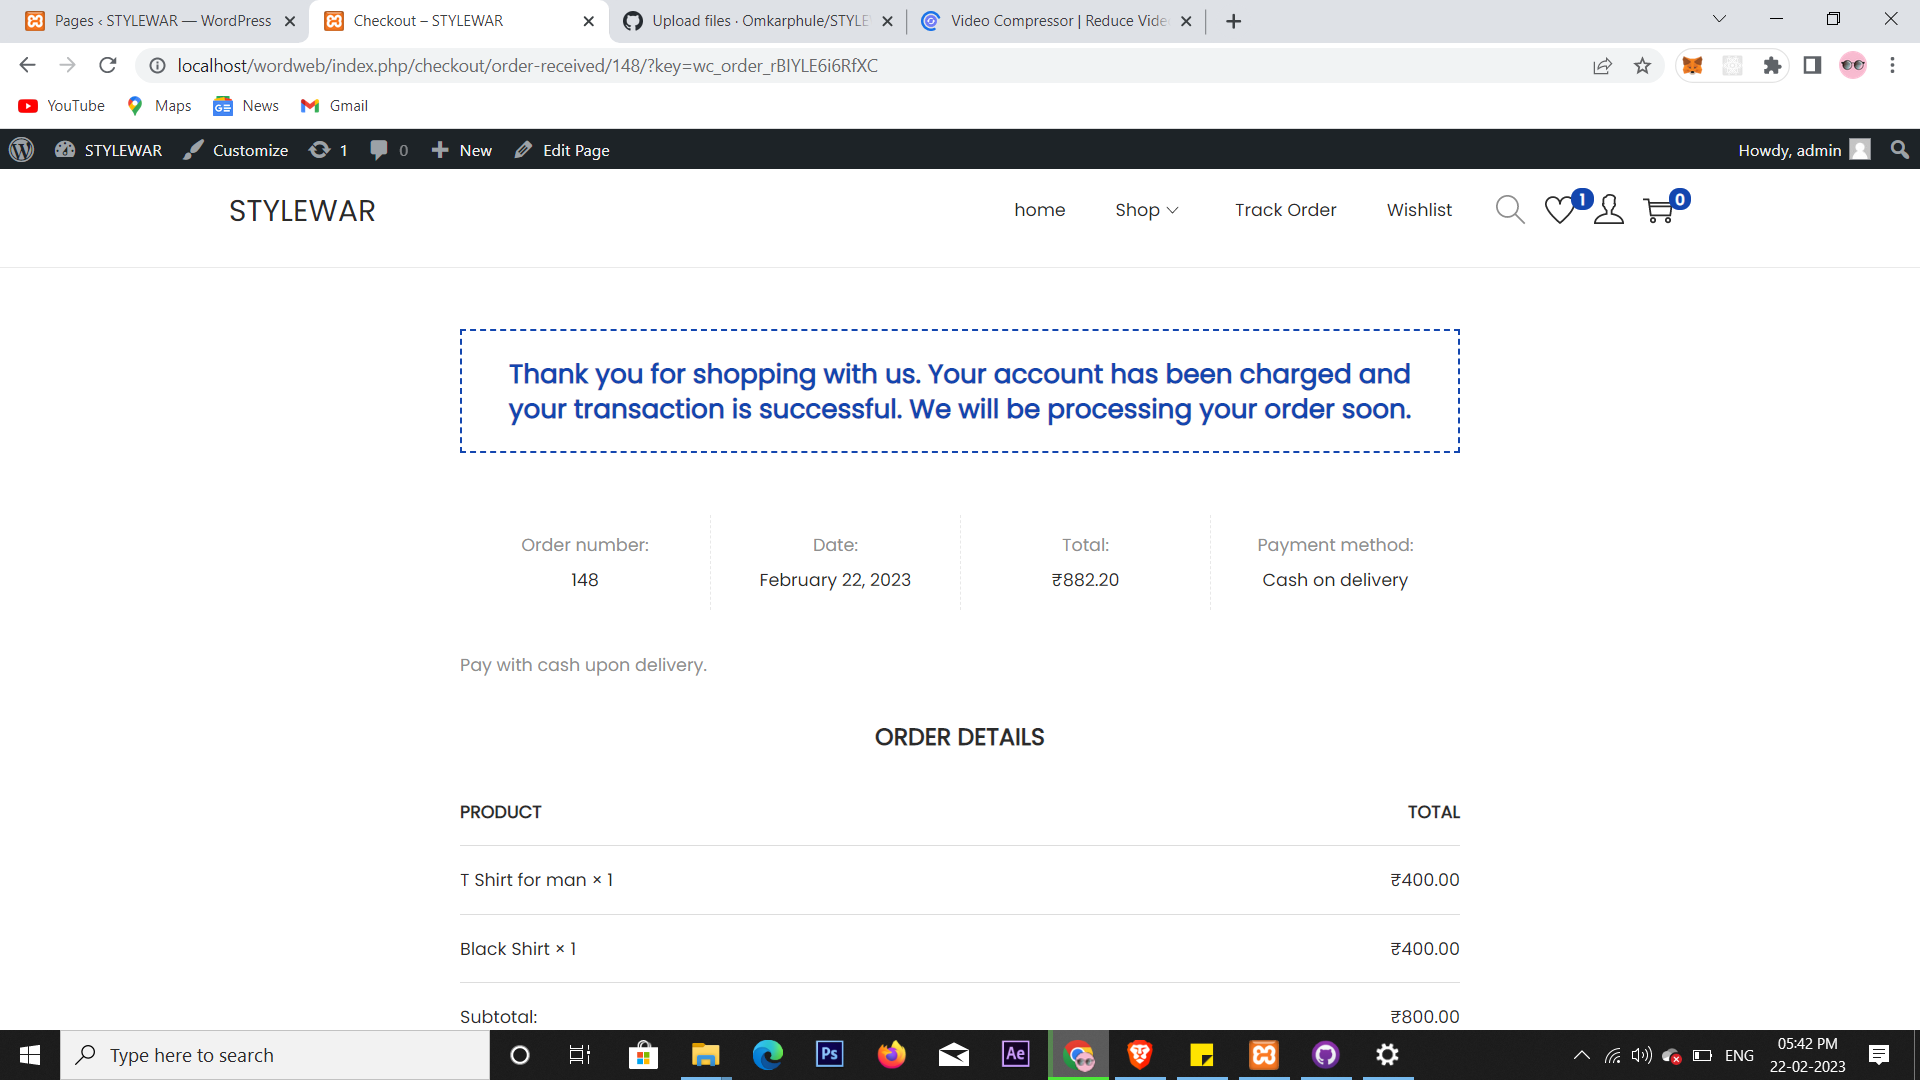 Pages ‹ STYLEWAR — WordPress
Checkout – STYLEWAR
Upload files · Omkarphule/STYLE
Video Compressor | Reduce Vide
localhost/wordweb/index.php/checkout/order-received/148/?key=wc_order_rBIYLE6i6RfXC
YouTube
Maps
News
Gmail
STYLEWAR
Customize
1
0
New
Edit Page
Howdy, admin
STYLEWAR
home
Shop
Track Order
Wishlist
1
0
Thank you for shopping with us. Your account has been charged and
your transaction is successful. We will be processing your order soon.
Order number:
148
Date:
February 22, 2023
Total:
₹882.20
Payment method:
Cash on delivery
Pay with cash upon delivery.
ORDER DETAILS
PRODUCT TOTAL
T Shirt for man × 1 ₹400.00
Black Shirt × 1 ₹400.00
Subtotal: ₹800.00
Type here to search
Ps
Ae
ENG
05:42 PM
22-02-2023